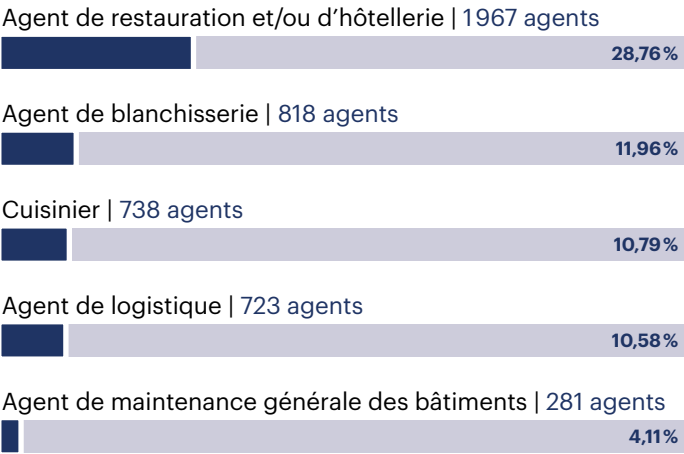 Agent de restauration et/ou d’hôtellerie | 1 967 agents
28,76 %
Agent de blanchisserie | 818 agents
11,96 %
Cuisinier | 738 agents
10,79 %
Agent de logistique | 723 agents
10,58 %
Agent de maintenance générale des bâtiments | 281 agents
4,11 %